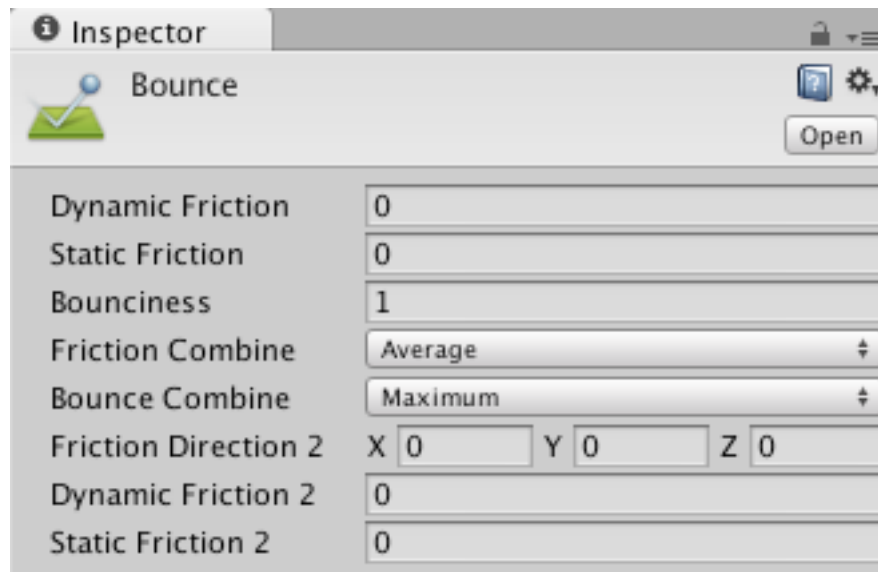 Inspector
Bounce
Open
Dynamic Friction 0
Static Friction 0
Bounciness 1
Friction Combine Average
Bounce Combine Maximum
Friction Direction 2 X 0 Y 0 Z 0
Dynamic Friction 2 0
Static Friction 2 0